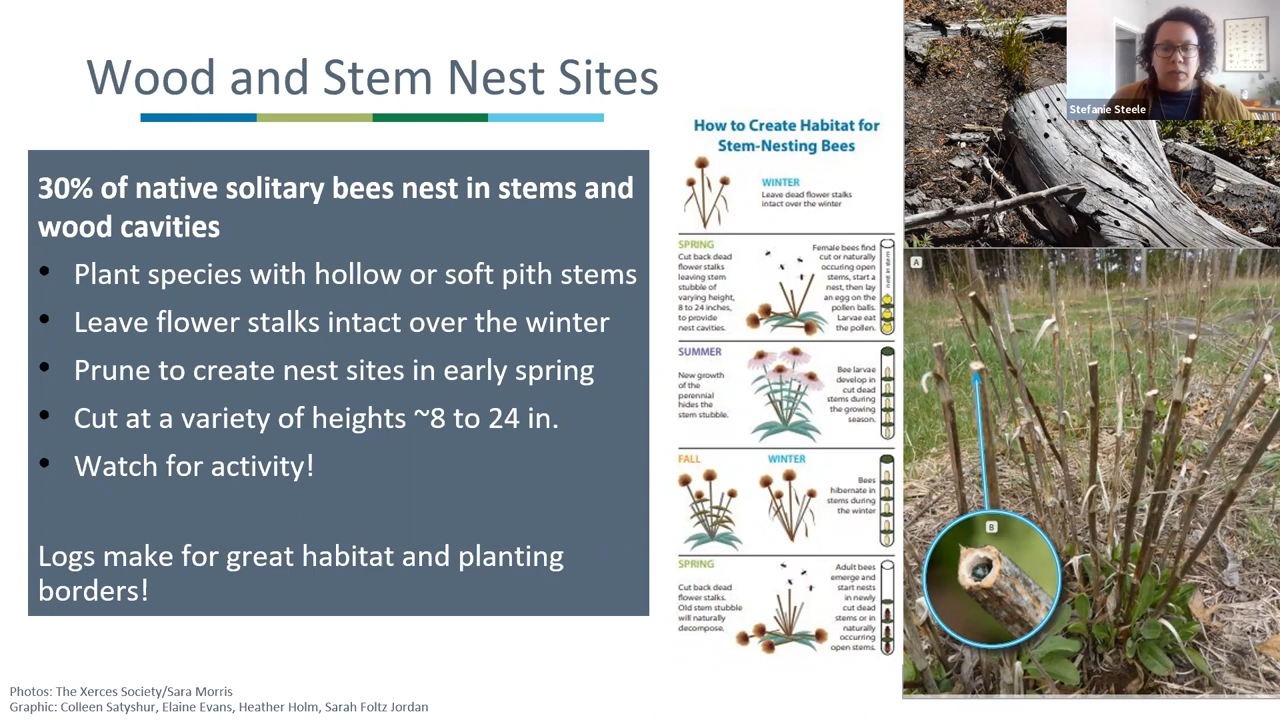 Wood and Stem Nest Sites
30% of native solitary bees nest in stems and
wood cavities
• Plant species with hollow or soft pith stems
• Leave flower stalks intact over the winter
• Prune to create nest sites in early spring
• Cut at a variety of heights ~8 to 24 in.
• Watch for activity!
Logs make for great habitat and planting
borders!
Photos: The Xerces Society/Sara Morris
Graphic: Colleen Satyshur, Elaine Evans, Heather Holm, Sarah Foltz Jordan
How to Create Habitat for
Stem-Nesting Bees
WINTER
Leave dead flower stalks
intact over the winter
SPRING
Cut back dead
flower stalks
leaving stem
stubble of
varying height,
8 to 24 inches,
to provide
nest cavities.
Female bees find
cut or naturally
occuring open
stems, start a
nest, then lay
an egg on the
pollen balls.
Larvae eat
the pollen.
nest in stem
SUMMER
New growth
of the
perennial
hides the
stem stubble.
Bee larvae
develop in
cut dead
stems during
the growing
season.
FALL
WINTER
Bees
hibernate in
stems during
the winter
SPRING
Cut back dead
flower stalks.
Old stem stubble
will naturally
decompose.
Adult bees
emerge and
start nests
in newly
cut dead
stems or in
naturally
occurring
open stems.
Stefanie Steele
A
B